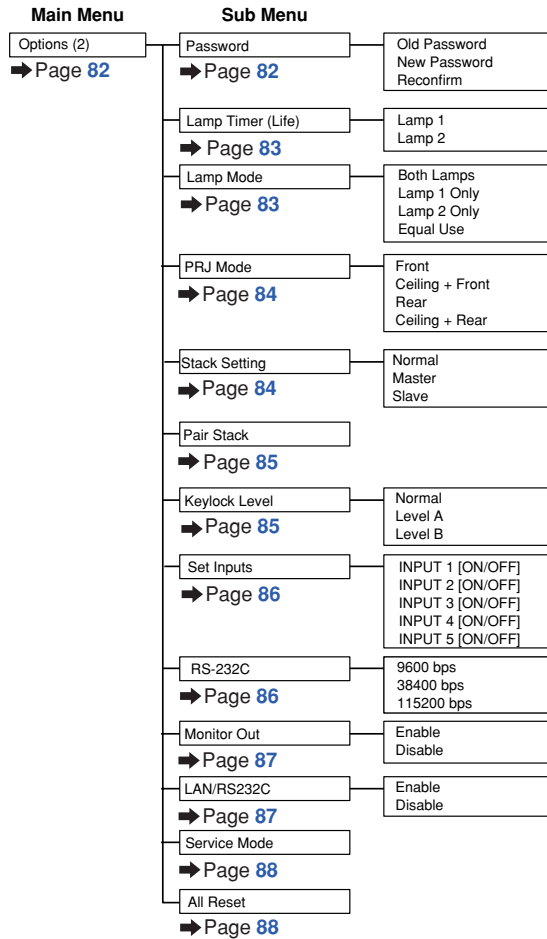 Main Menu
Sub Menu
Options (2)
Page 82
Password
Page 82
Old Password
New Password
Reconfirm
Lamp Timer (Life)
Page 83
Lamp 1
Lamp 2
Lamp Mode
Page 83
Both Lamps
Lamp 1 Only
Lamp 2 Only
Equal Use
PRJ Mode
Page 84
Front
Ceiling + Front
Rear
Ceiling + Rear
Stack Setting
Page 84
Normal
Master
Slave
Pair Stack
Page 85
Keylock Level
Page 85
Normal
Level A
Level B
Set Inputs
Page 86
INPUT 1 [ON/OFF]
INPUT 2 [ON/OFF]
INPUT 3 [ON/OFF]
INPUT 4 [ON/OFF]
INPUT 5 [ON/OFF]
RS-232C
Page 86
9600 bps
38400 bps
115200 bps
Monitor Out
Page 87
Enable
Disable
LAN/RS232C
Page 87
Enable
Disable
Service Mode
Page 88
All Reset
Page 88